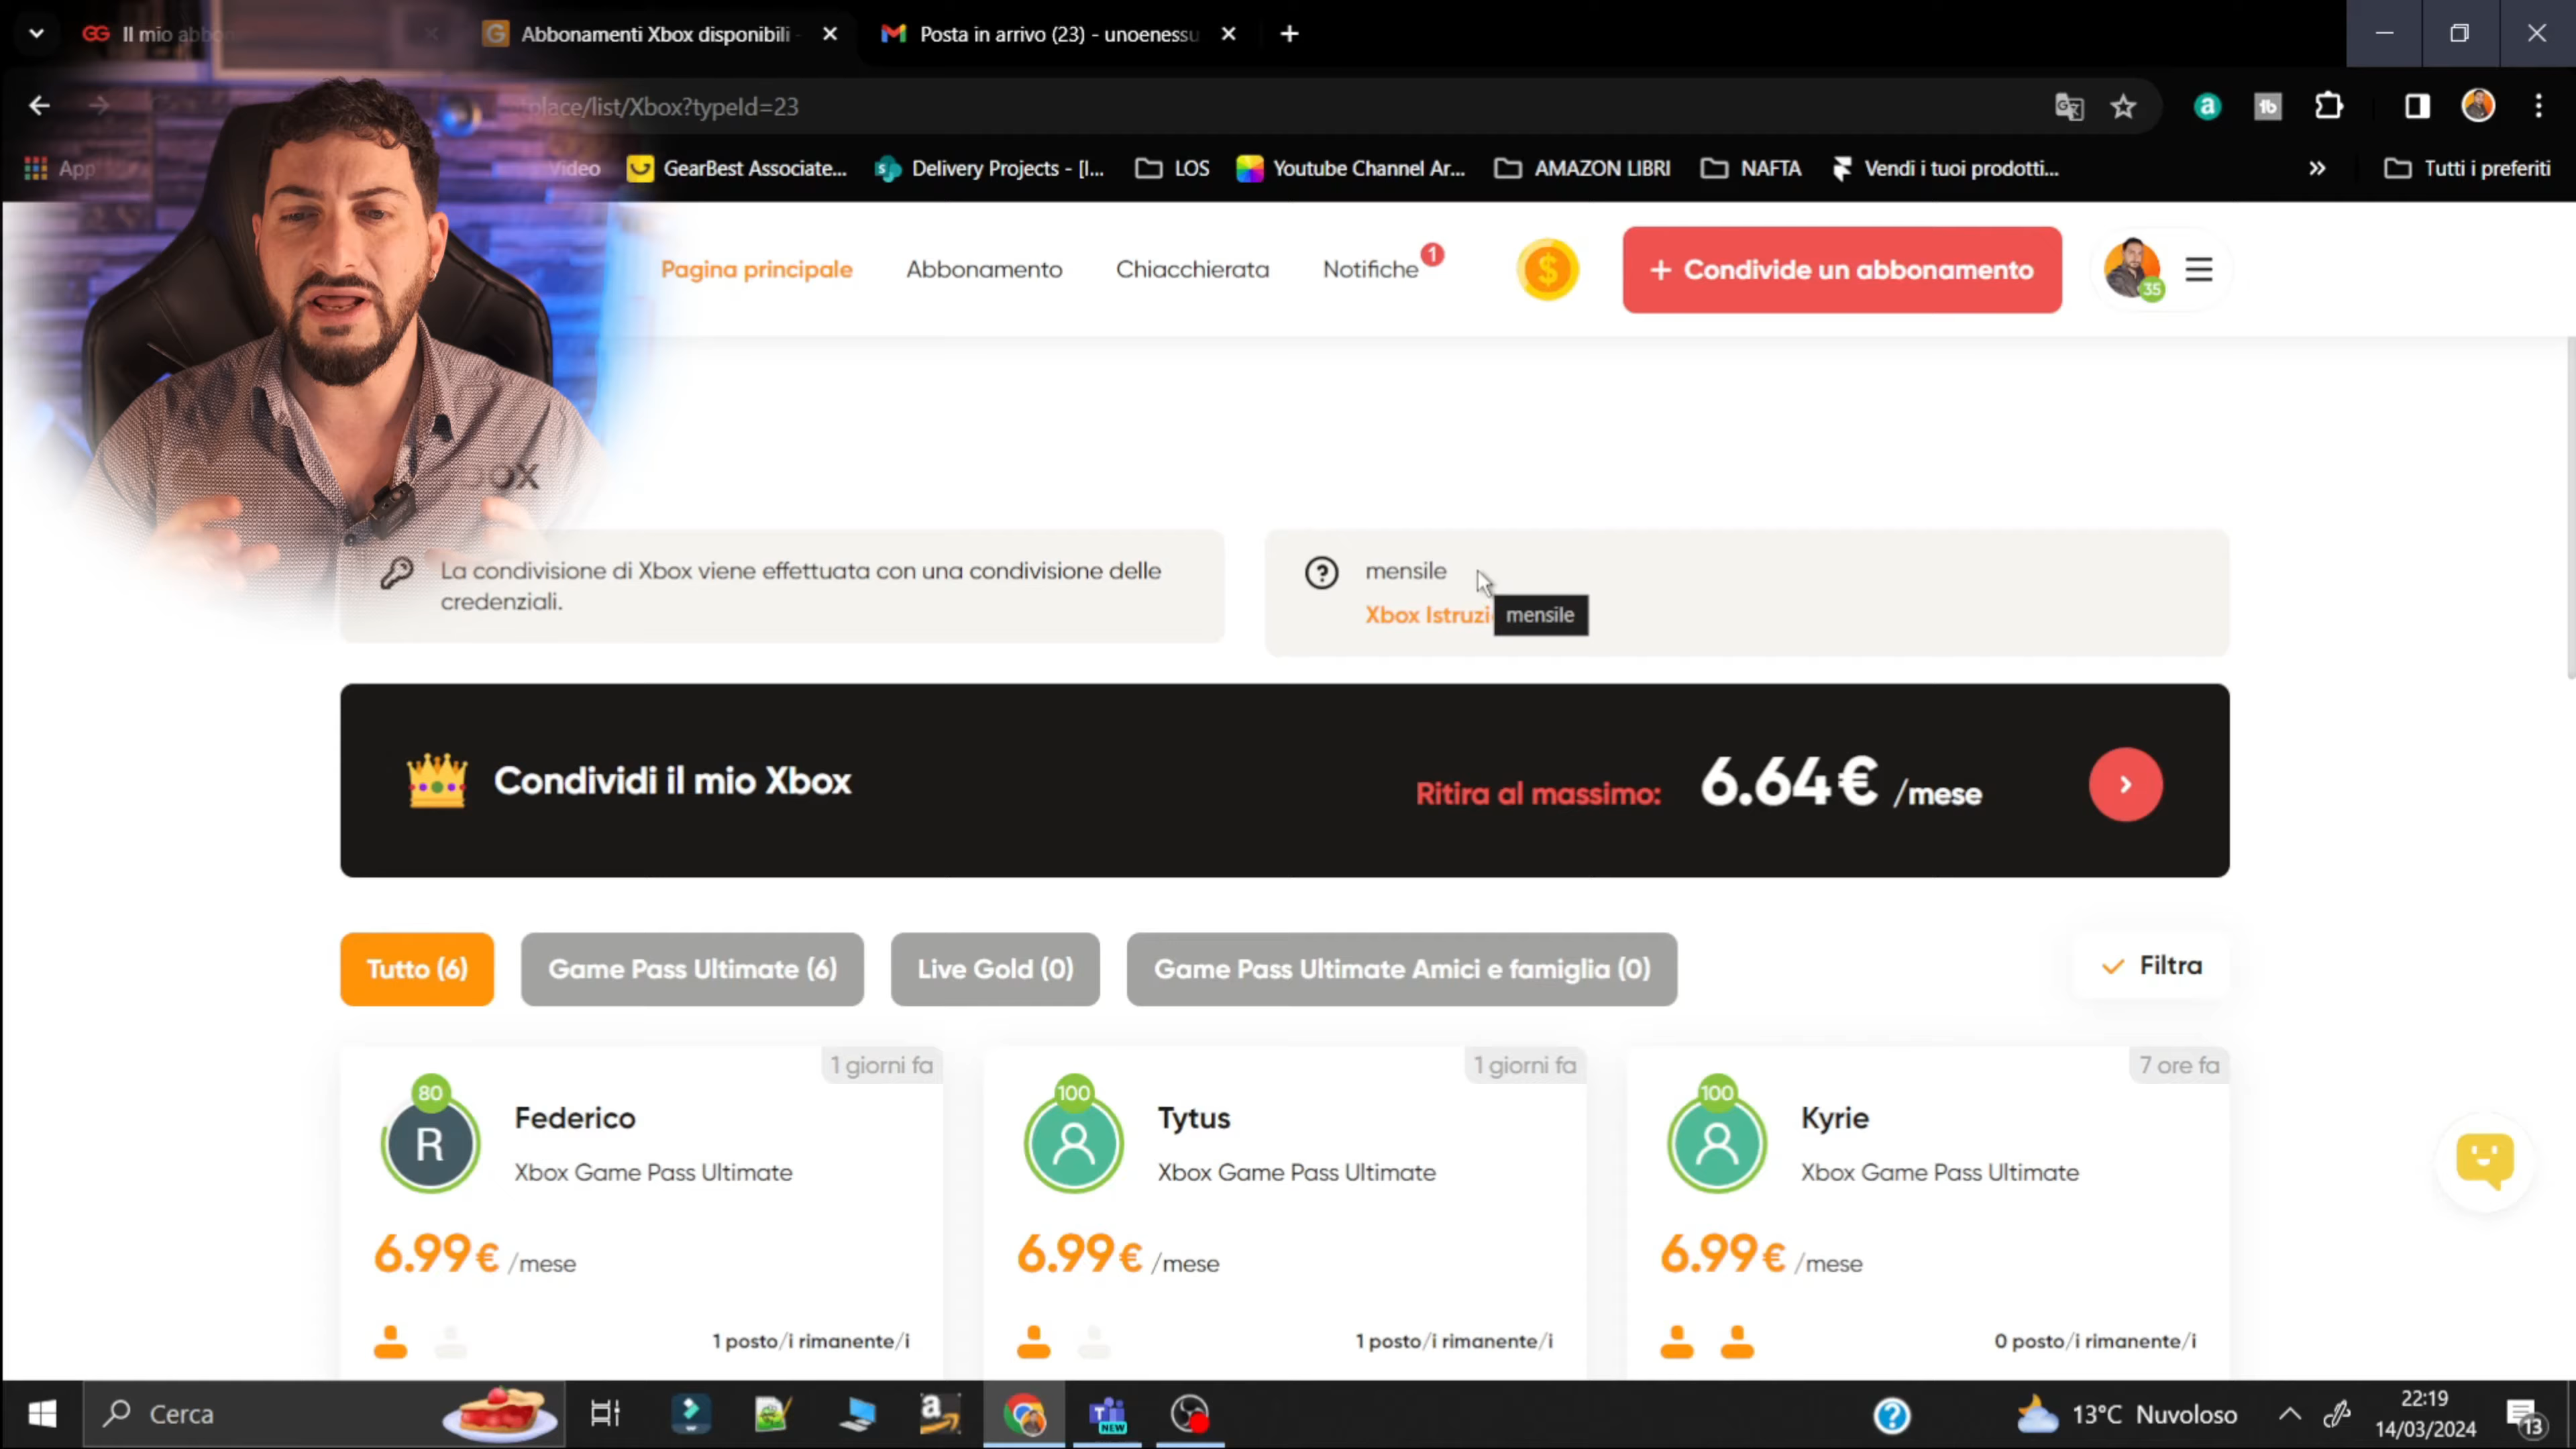 Il mio abbo
Abbonamenti Xbox disponibili -
Posta in arrivo (23) - unoenessu
place/list/Xbox?typeId=23
App
Video
GearBest Associate...
Delivery Projects - [I...
LOS
Youtube Channel Ar...
AMAZON LIBRI
NAFTA
Vendi i tuoi prodotti...
Tutti i preferiti
Pagina principale
Abbonamento
Chiacchierata
Notifiche 1
+ Condivide un abbonamento
35
La condivisione di Xbox viene effettuata con una condivisione delle
credenziali.
mensile
Xbox Istruzi
mensile
Condividi il mio Xbox
Ritira al massimo: 6.64€ /mese
Tutto (6)
Game Pass Ultimate (6)
Live Gold (0)
Game Pass Ultimate Amici e famiglia (0)
Filtra
1 giorni fa
80
R
Federico
Xbox Game Pass Ultimate
6.99€ /mese
1 posto/i rimanente/i
1 giorni fa
100
Tytus
Xbox Game Pass Ultimate
6.99€ /mese
1 posto/i rimanente/i
7 ore fa
100
Kyrie
Xbox Game Pass Ultimate
6.99€ /mese
0 posto/i rimanente/i
Cerca
NEW
13°C Nuvoloso
22:19
14/03/2024
13